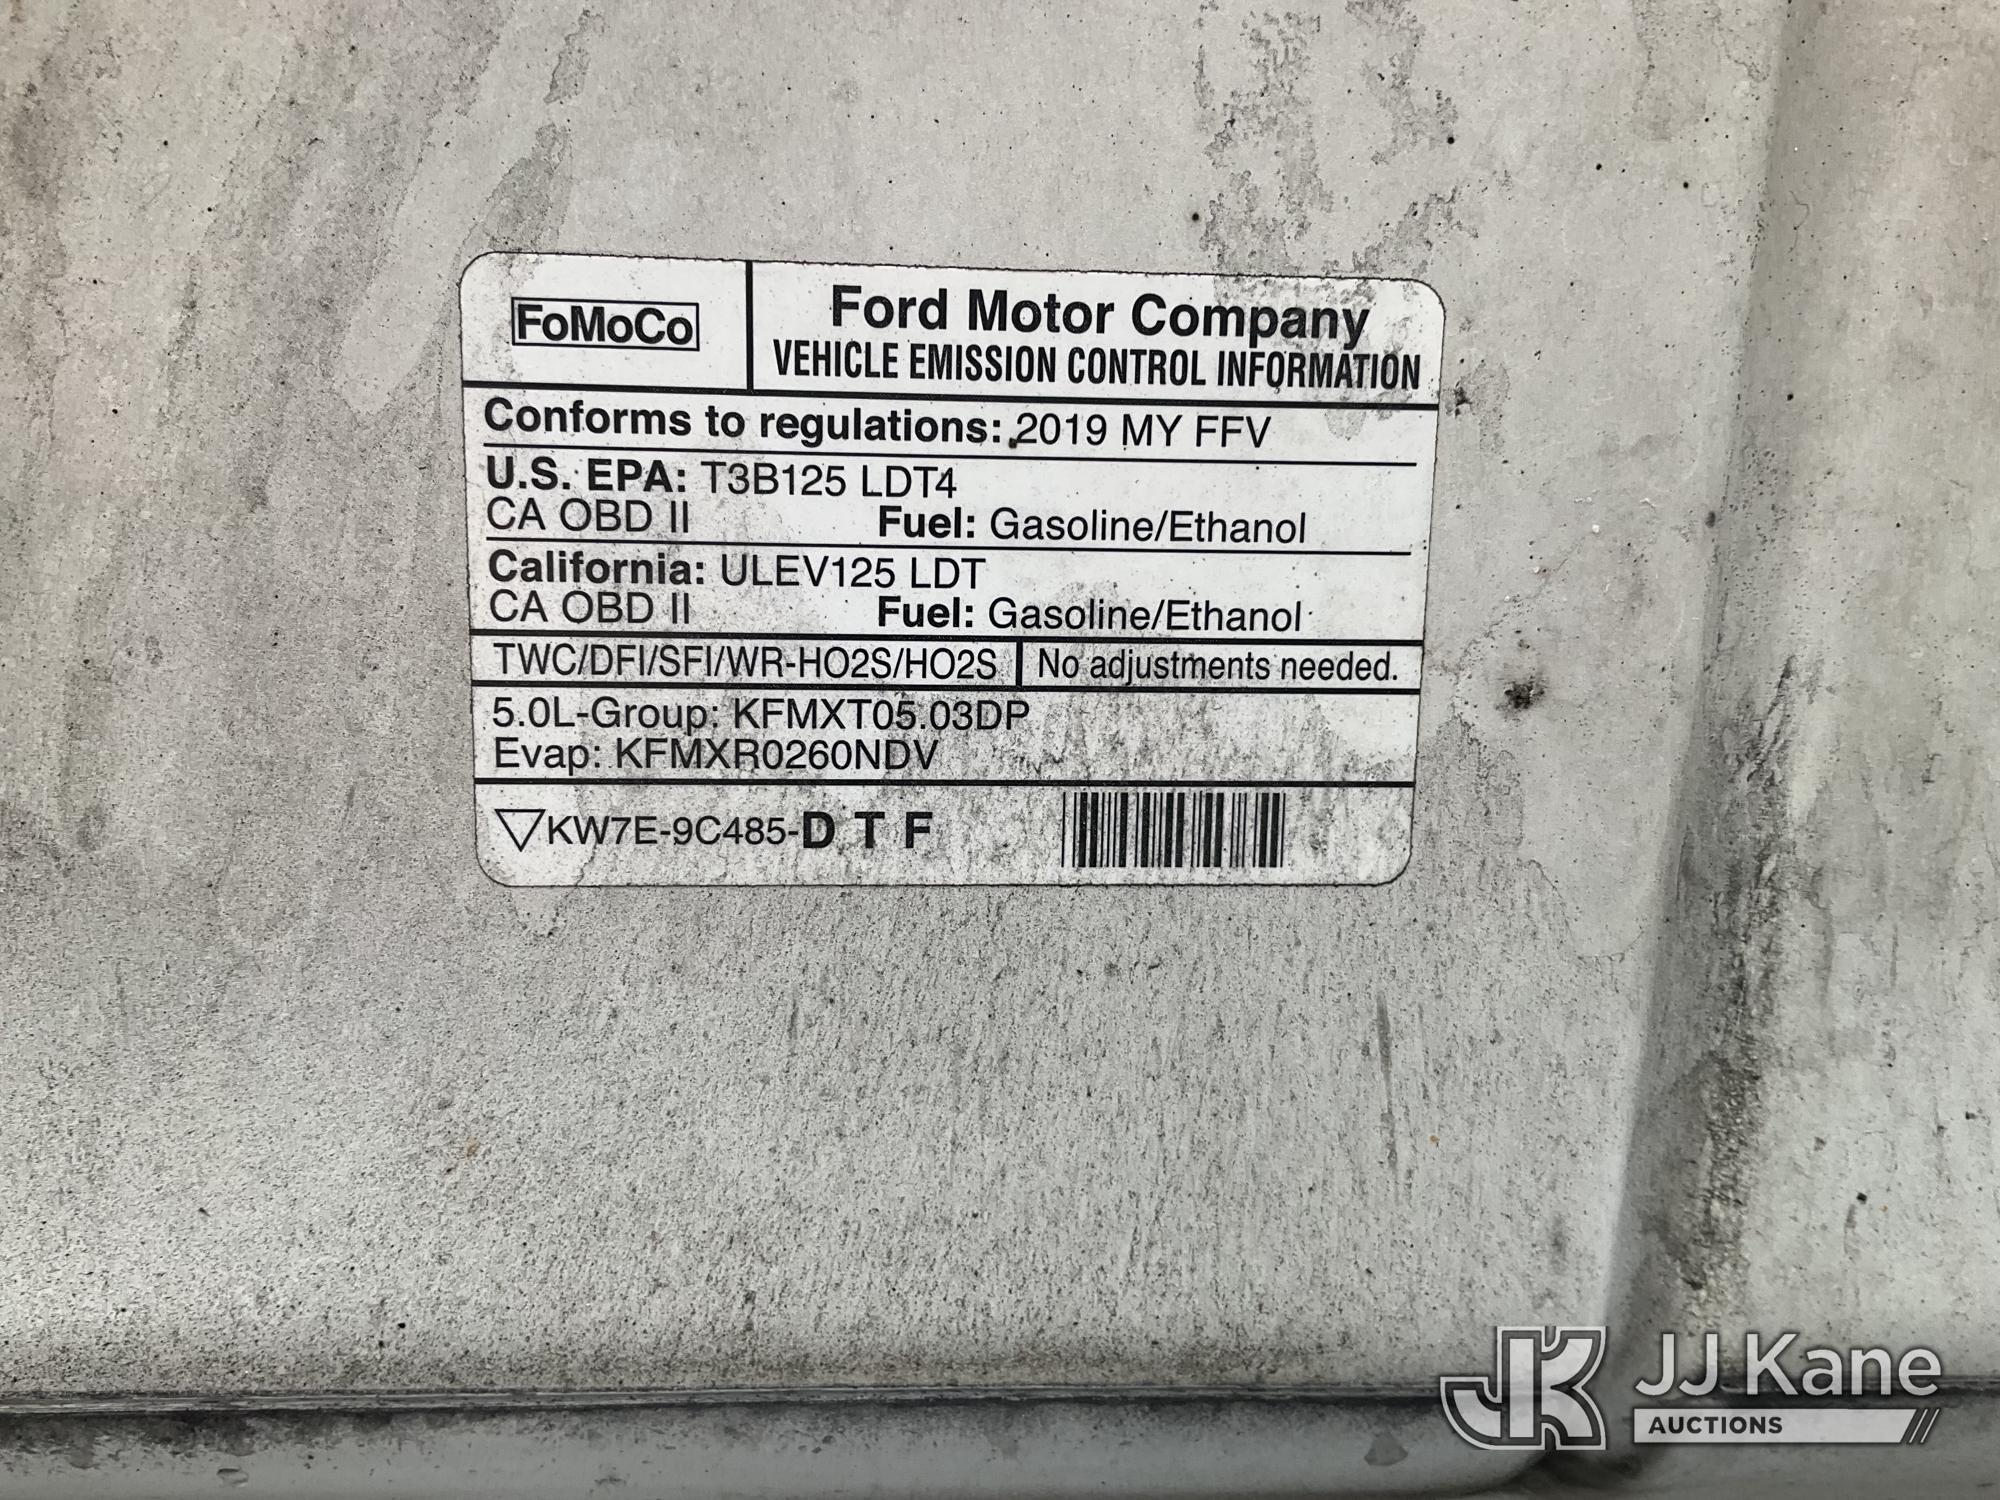 FoMoCo
Ford Motor Company
VEHICLE EMISSION CONTROL INFORMATION
Conforms to regulations: 2019 MY FFV
U.S. EPA: T3B125 LDT4
CA OBD II Fuel: Gasoline/Ethanol
California: ULEV125 LDT
CA OBD II Fuel: Gasoline/Ethanol
TWC/DFI/SFI/WR-HO2S/HO2S No adjustments needed.
5.0L-Group: KFMXT05.03DP
Evap: KFMXR0260NDV
KW7E-9C485-D T F
JK JJ Kane
AUCTIONS